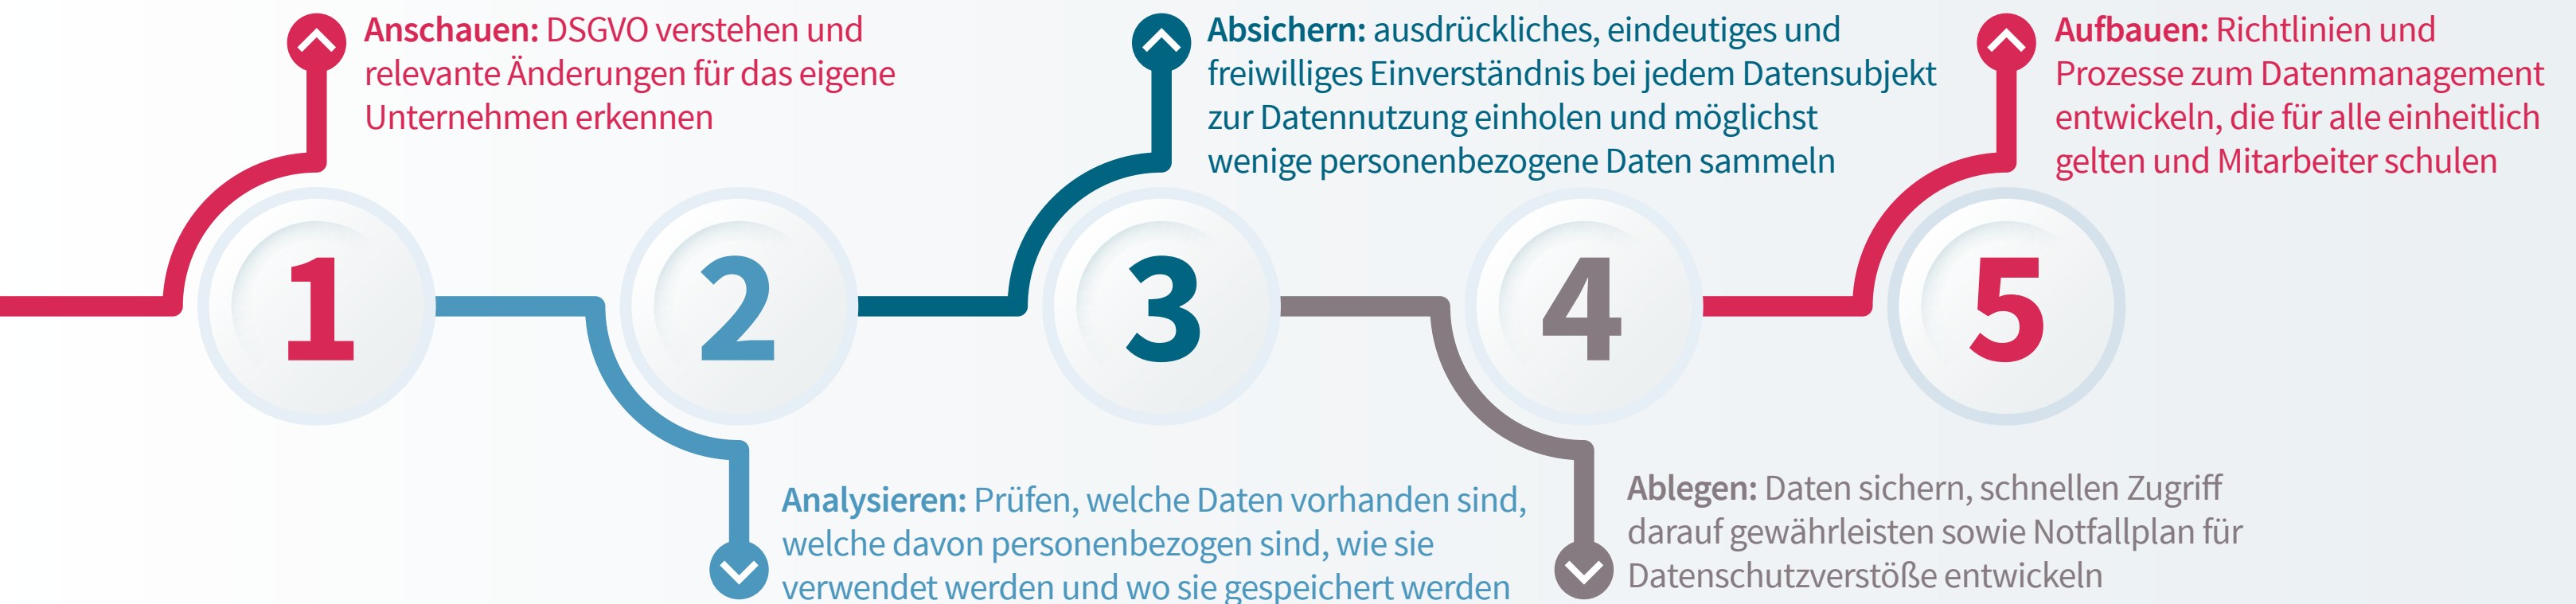 Anschauen: DSGVO verstehen und
relevante Änderungen für das eigene
Unternehmen erkennen
1
2
Analysieren: Prüfen, welche Daten vorhanden sind,
welche davon personenbezogen sind, wie sie
verwendet werden und wo sie gespeichert werden
Absichern: ausdrückliches, eindeutiges und
freiwilliges Einverständnis bei jedem Datensubjekt
zur Datennutzung einholen und möglichst
wenige personenbezogene Daten sammeln
3
4
Ablegen: Daten sichern, schnellen Zugriff
darauf gewährleisten sowie Notfallplan für
Datenschutzverstöße entwickeln
Aufbauen: Richtlinien und
Prozesse zum Datenmanagement
entwickeln, die für alle einheitlich
gelten und Mitarbeiter schulen
5